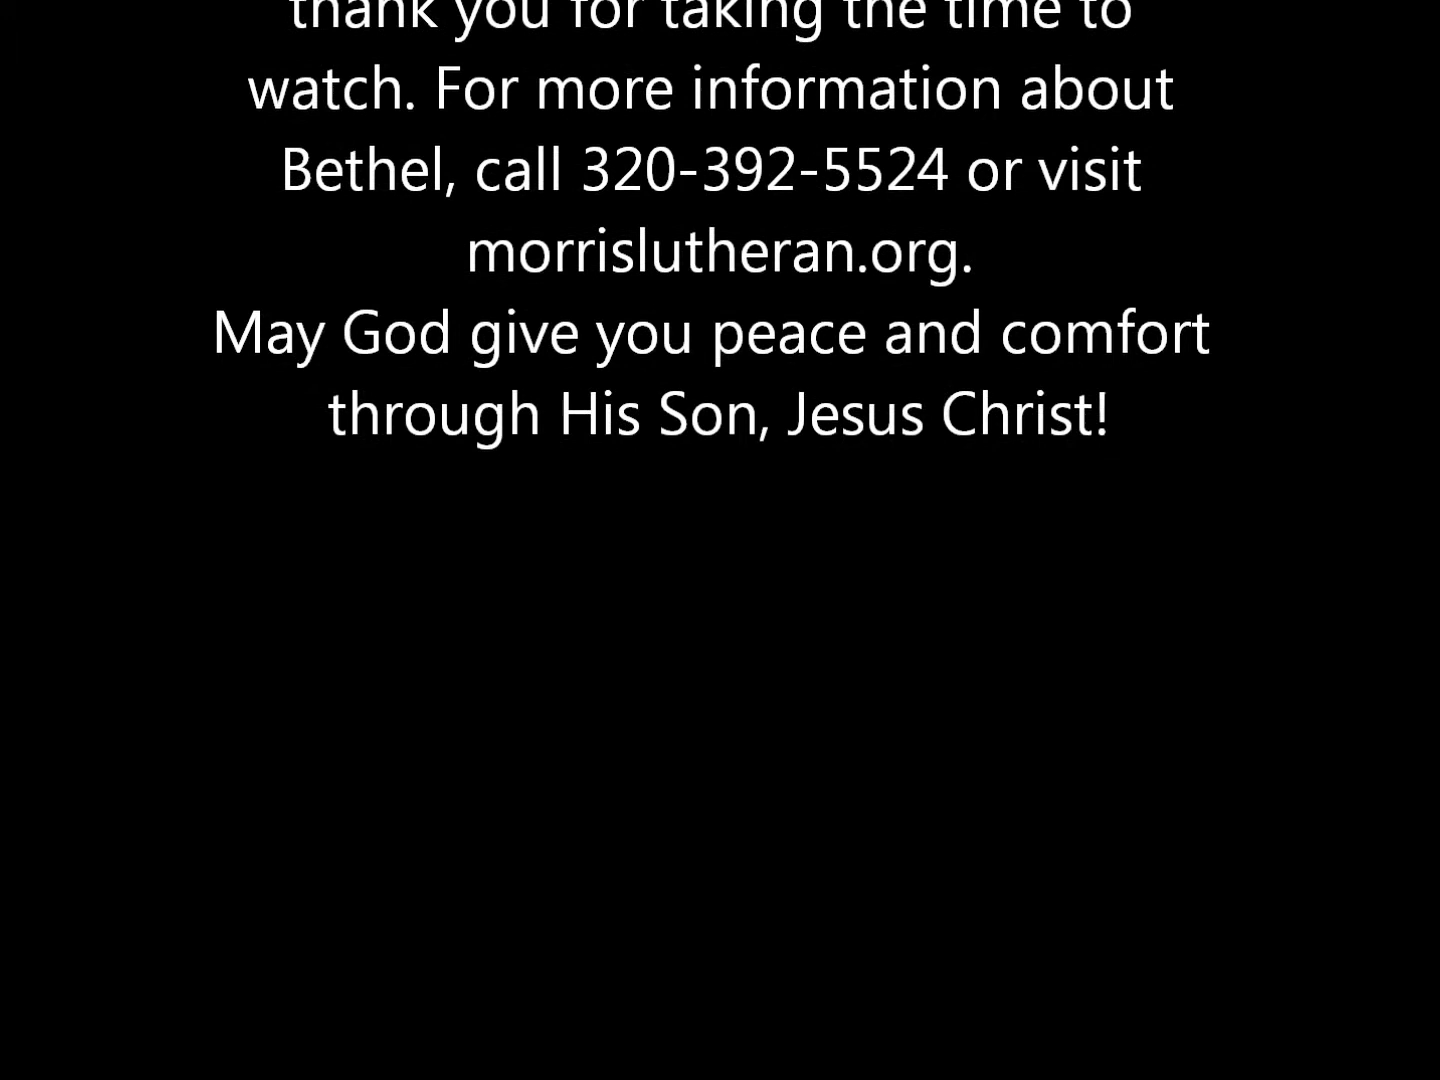 thank you for taking the time to
watch. For more information about
Bethel, call 320-392-5524 or visit
morrislutheran.org.
May God give you peace and comfort
through His Son, Jesus Christ!